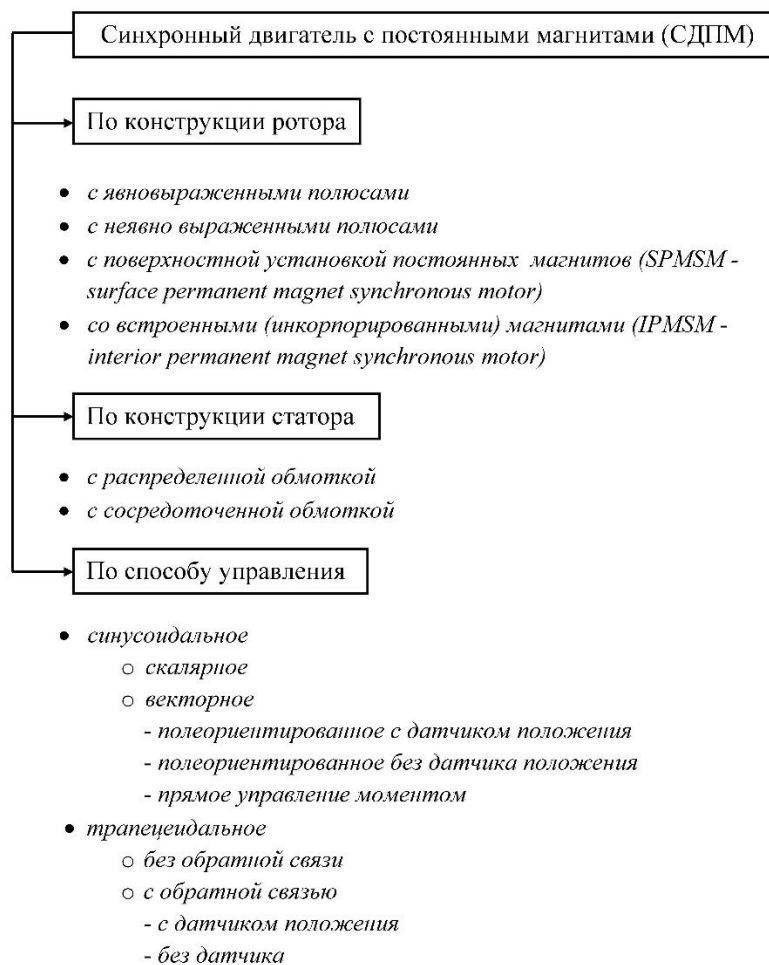 Синхронный двигатель с постоянными магнитами (СДПМ)
По конструкции ротора
• с явновыраженными полюсами
• с неявно выраженными полюсами
• с поверхностной установкой постоянных магнитов (SPMSM -
surface permanent magnet synchronous motor)
• со встроенными (инкорпорированными) магнитами (IPMSM -
interior permanent magnet synchronous motor)
По конструкции статора
• с распределенной обмоткой
• с сосредоточенной обмоткой
По способу управления
• синусоидальное
○ скалярное
○ векторное
- полеориентированное с датчиком положения
- полеориентированное без датчика положения
- прямое управление моментом
• трапецеидальное
○ без обратной связи
○ с обратной связью
- с датчиком положения
- без датчика